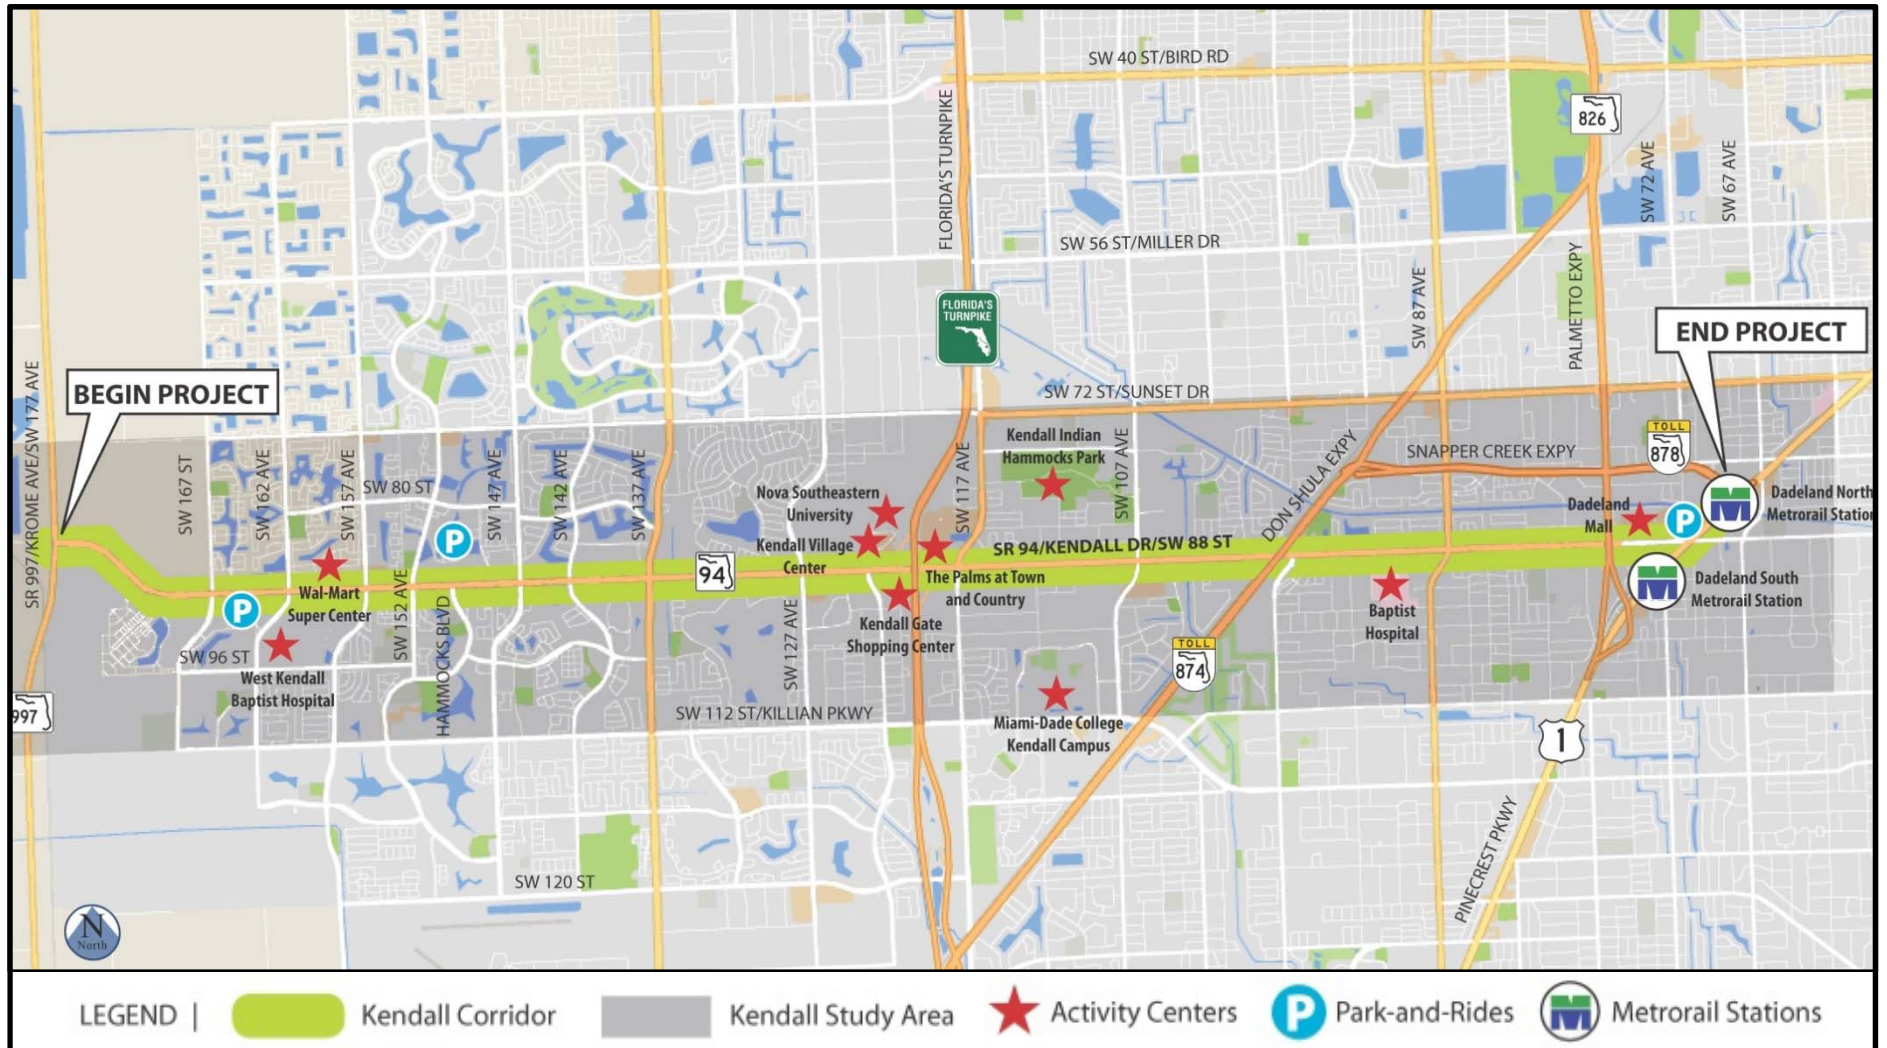 SW 40 ST/BIRD RD
826
FLORIDA'S TURNPIKE
SW 72 AVE
SW 67 AVE
SW 56 ST/MILLER DR
FLORIDA'S
TURNPIKE
SW 87 AVE
PALMETTO EXPY
END PROJECT
BEGIN PROJECT
SR 997/KROME AVE/SW 177 AVE
SW 72 ST/SUNSET DR
Kendall Indian
Hammocks Park
SW 107 AVE
DON SHULA EXPY
SNAPPER CREEK EXPY
TOLL
878
SW 167 ST
SW 162 AVE
SW 157 AVE
SW 80 ST
SW 147 AVE
SW 142 AVE
SW 137 AVE
Nova Southeastern
University
SW 117 AVE
Dadeland
Mall
P
M
Dadeland North
Metrorail Station
P
Kendall Village
Center
SR 94/KENDALL DR/SW 88 ST
94
Wal-Mart
Super Center
P
SW 152 AVE
HAMMOCKS BLVD
SW 127 AVE
The Palms at Town
and Country
Kendall Gate
Shopping Center
Baptist
Hospital
M
Dadeland South
Metrorail Station
SW 96 ST
West Kendall
Baptist Hospital
TOLL
874
997
SW 112 ST/KILLIAN PKWY
Miami-Dade College
Kendall Campus
1
PINECREST PKWY
SW 120 ST
N
North
LEGEND |
Kendall Corridor
Kendall Study Area
Activity Centers
P
Park-and-Rides
M
Metrorail Stations